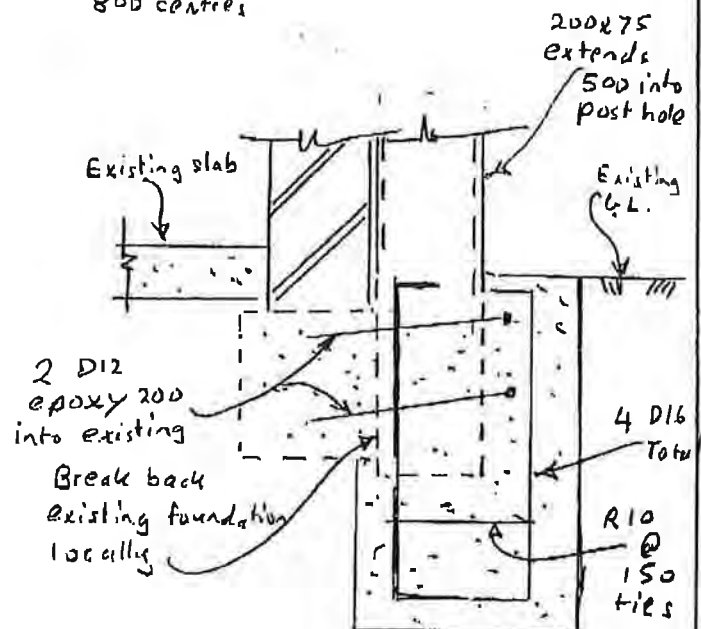 800 centres
200x75
extends
500 into
post hole
Existing slab
Existing
G.L.
2 D12
epoxy 200
into existing
Break back
existing foundation
locally
4 D16
Total
R10
@
150
ties